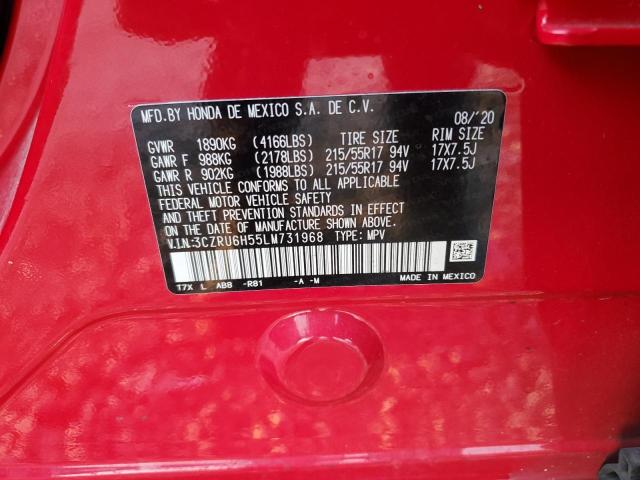 MFD.BY HONDA DE MEXICO S.A. DE C.V. 08/'20
GVWR 1890KG (4166LBS) TIRE SIZE RIM SIZE
GAWR F 988KG (2178LBS) 215/55R17 94V 17X7.5J
GAWR R 902KG (1988LBS) 215/55R17 94V 17X7.5J
THIS VEHICLE CONFORMS TO ALL APPLICABLE
FEDERAL MOTOR VEHICLE SAFETY, BUMPER,
AND THEFT PREVENTION STANDARDS IN EFFECT
ON THE DATE OF MANUFACTURE SHOWN ABOVE.
V.I.N:3CZRU6H55LM731968 TYPE: MPV
T7X L ABB -R81 -A -M MADE IN MEXICO